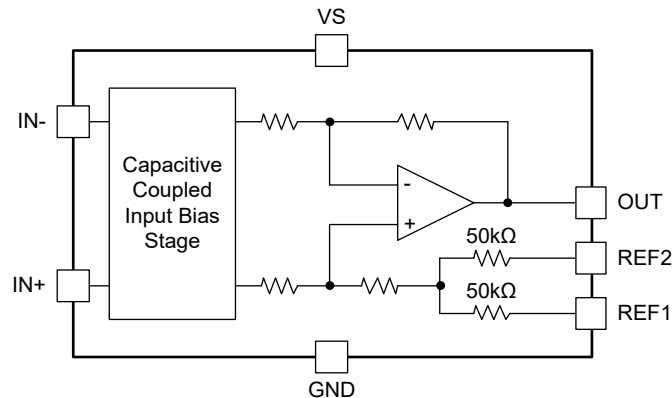 VS
IN-
Capacitive
Coupled
Input Bias
Stage
-
+
OUT
50kΩ
REF2
IN+
50kΩ
REF1
GND